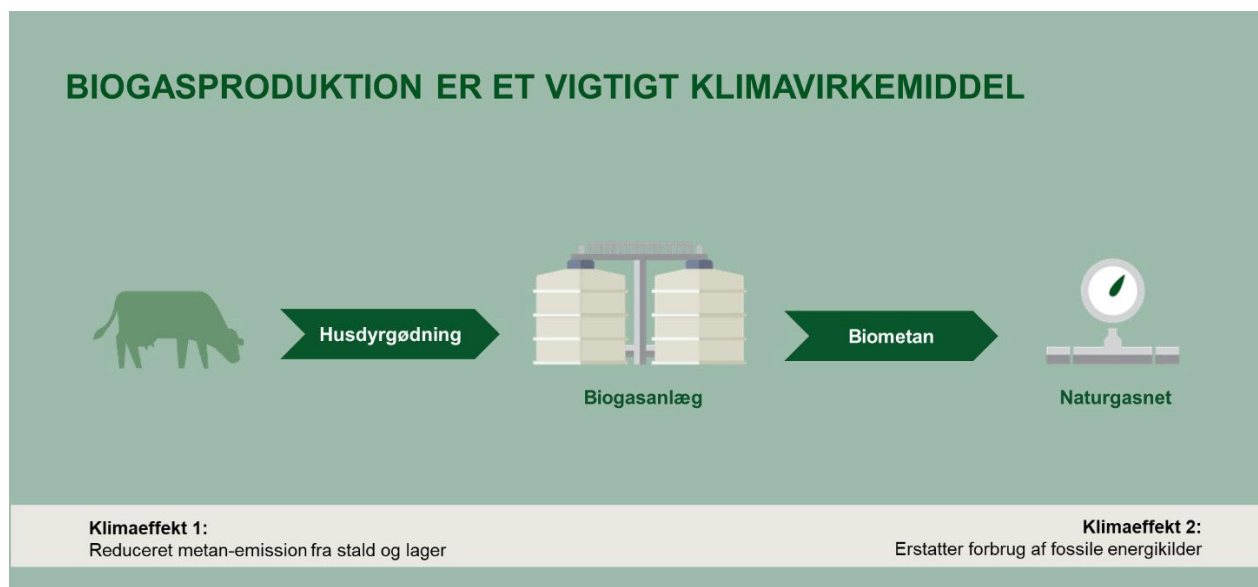 BIOGASPRODUKTION ER ET VIGTIGT KLIMAVIRKEMIDDEL
Husdyrgødning
Biometan
Biogasanlæg
Naturgasnet
Klimaeffekt 1:
Reduceret metan-emission fra stald og lager
Klimaeffekt 2:
Erstatter forbrug af fossile energikilder